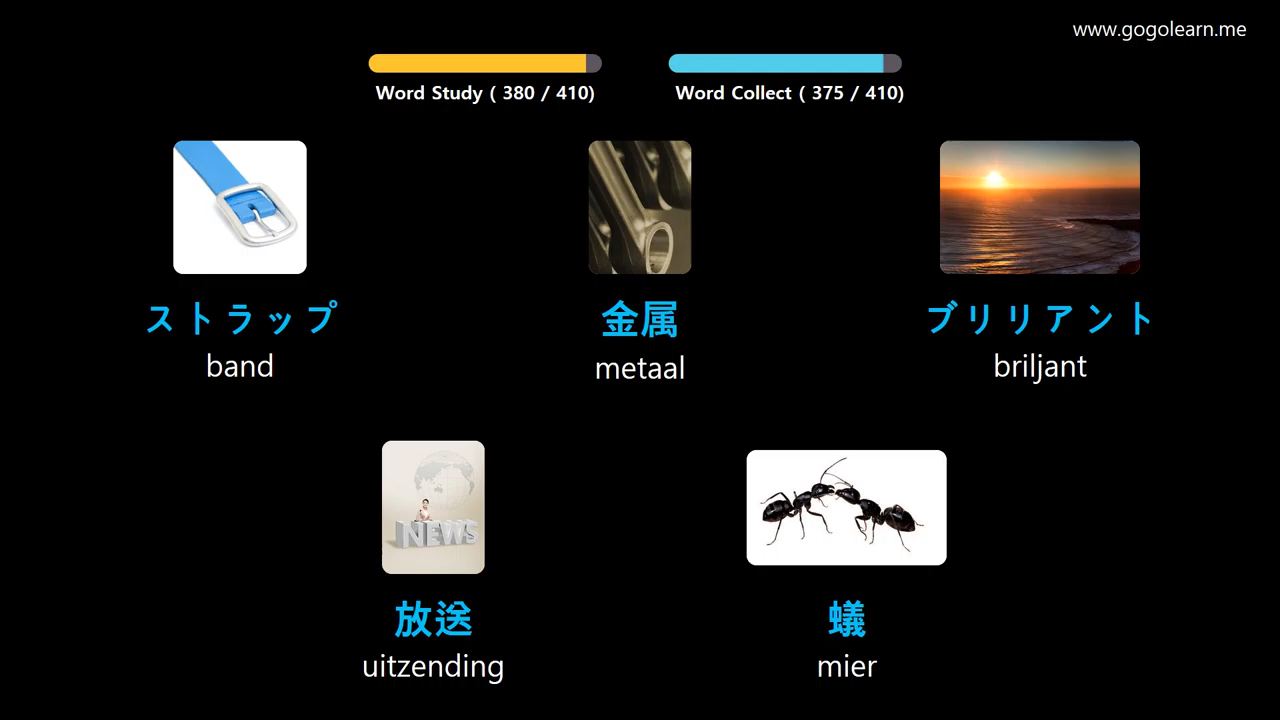 www.gogolearn.me
Word Study ( 380 / 410)
Word Collect ( 375 / 410)
ストラップ
band
金属
metaal
ブリリアント
briljant
NEWS
放送
uitzending
蟻
mier